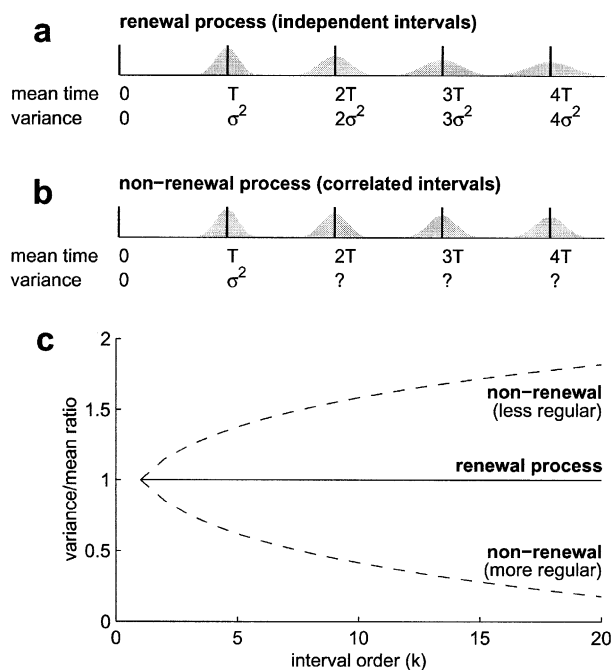 a
renewal process (independent intervals)
mean time 0 T 2T 3T 4T
variance 0 σ² 2σ² 3σ² 4σ²
b
non−renewal process (correlated intervals)
mean time 0 T 2T 3T 4T
variance 0 σ² ? ? ?
c
variance/mean ratio
2
1.5
1
0.5
0
non−renewal
(less regular)
renewal process
non−renewal
(more regular)
0 5 10 15 20
interval order (k)